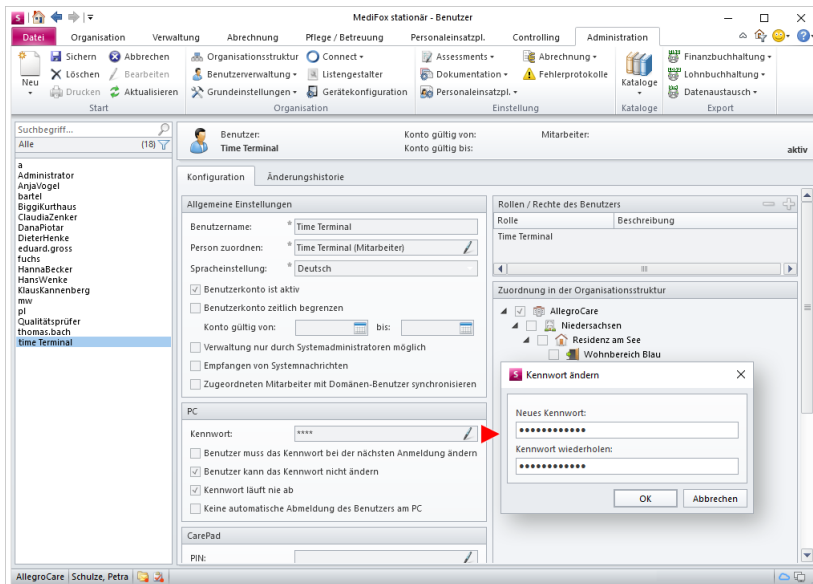 MediFox stationär - Benutzer
Datei Organisation Verwaltung Abrechnung Pflege / Betreuung Personaleinsatzpl. Controlling Administration
Neu
Sichern Abbrechen
Löschen Bearbeiten
Drucken Aktualisieren
Start
Organisationsstruktur Connect
Benutzerverwaltung Listengestalter
Grundeinstellungen Gerätekonfiguration
Organisation
Assessments Abrechnung
Dokumentation Fehlerprotokolle
Personaleinsatzpl.
Einstellung
Kataloge
Kataloge
Finanzbuchhaltung
Lohnbuchhaltung
Datenaustausch
Export
Suchbegriff...
Alle (18)
a
Administrator
AnjaVogel
bartel
BiggiKurthaus
ClaudiaZenker
DanaPiotar
DieterHenke
eduard.gross
fuchs
HannaBecker
HansWenke
KlausKannenberg
mw
pl
Qualitätsprüfer
thomas.bach
time Terminal
Benutzer: Konto gültig von: Mitarbeiter:
Time Terminal Konto gültig bis: aktiv
Konfiguration Änderungshistorie
Allgemeine Einstellungen
Benutzername: * Time Terminal
Person zuordnen: * Time Terminal (Mitarbeiter)
Spracheinstellung: * Deutsch
Benutzerkonto ist aktiv
Benutzerkonto zeitlich begrenzen
Konto gültig von: bis:
Verwaltung nur durch Systemadministratoren möglich
Empfangen von Systemnachrichten
Zugeordneten Mitarbeiter mit Domänen-Benutzer synchronisieren
PC
Kennwort: ****
Benutzer muss das Kennwort bei der nächsten Anmeldung ändern
Benutzer kann das Kennwort nicht ändern
Kennwort läuft nie ab
Keine automatische Abmeldung des Benutzers am PC
CarePad
PIN:
Rollen / Rechte des Benutzers
Rolle Beschreibung
Time Terminal
Zuordnung in der Organisationsstruktur
AllegroCare
Niedersachsen
Residenz am See
Wohnbereich Blau
Kennwort ändern
Neues Kennwort:
••••••••••••
Kennwort wiederholen:
••••••••••••
OK Abbrechen
AllegroCare Schulze, Petra